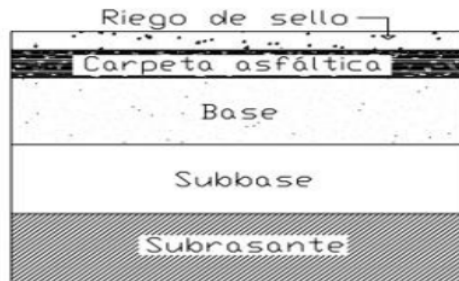 Riego de sello
Carpeta asfáltica
Base
Subbase
Subrasante